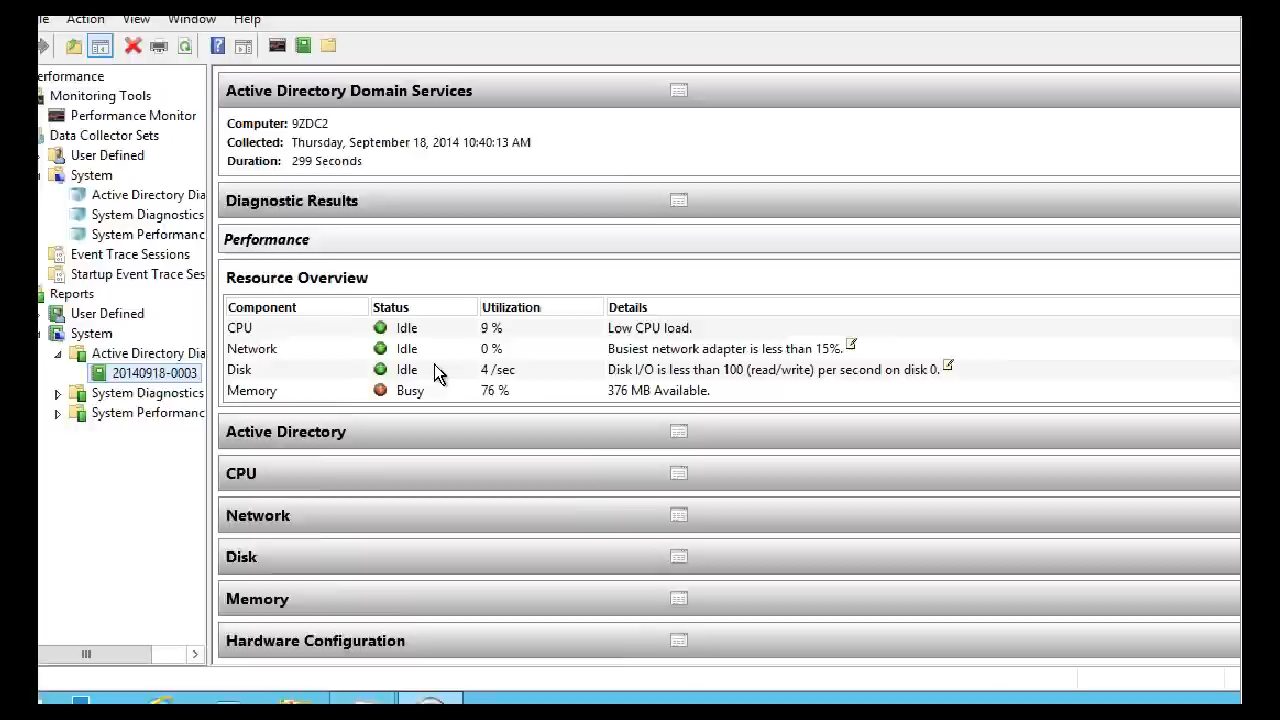 Action View Window Help
erformance
Monitoring Tools
Performance Monitor
Data Collector Sets
User Defined
System
Active Directory Dia
System Diagnostics
System Performanc
Event Trace Sessions
Startup Event Trace Ses
Reports
User Defined
System
Active Directory Dia
20140918-0003
System Diagnostics
System Performanc
Active Directory Domain Services
Computer: 9ZDC2
Collected: Thursday, September 18, 2014 10:40:13 AM
Duration: 299 Seconds
Diagnostic Results
Performance
Resource Overview
Component Status Utilization Details
CPU Idle 9 % Low CPU load.
Network Idle 0 % Busiest network adapter is less than 15%.
Disk Idle 4 /sec Disk I/O is less than 100 (read/write) per second on disk 0.
Memory Busy 76 % 376 MB Available.
Active Directory
CPU
Network
Disk
Memory
Hardware Configuration